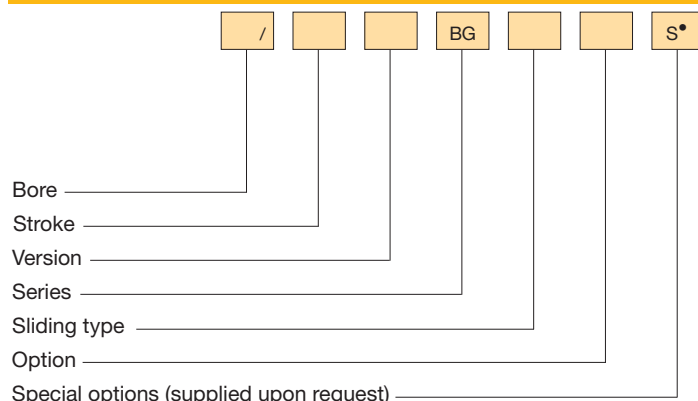 / BG S●
Bore
Stroke
Version
Series
Sliding type
Option
Special options (supplied upon request)